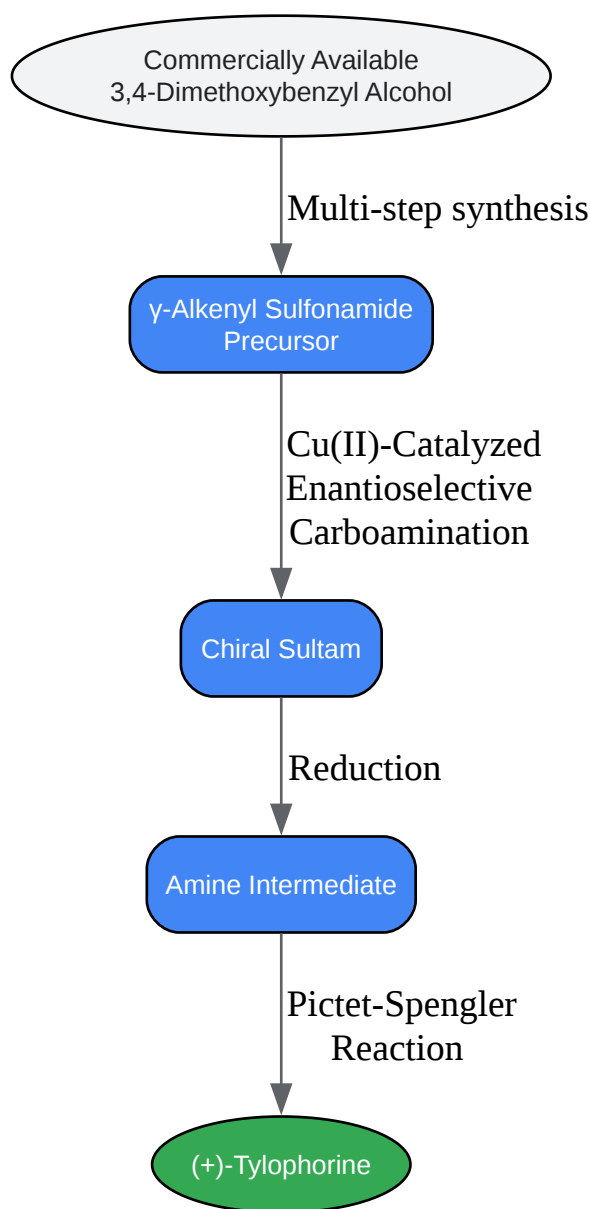 Commercially Available
3,4-Dimethoxybenzyl Alcohol
Multi-step synthesis
γ-Alkenyl Sulfonamide
Precursor
Cu(II)-Catalyzed
Enantioselective
Carboamination
Chiral Sultam
Reduction
Amine Intermediate
Pictet-Spengler
Reaction
(+)-Tylophorine